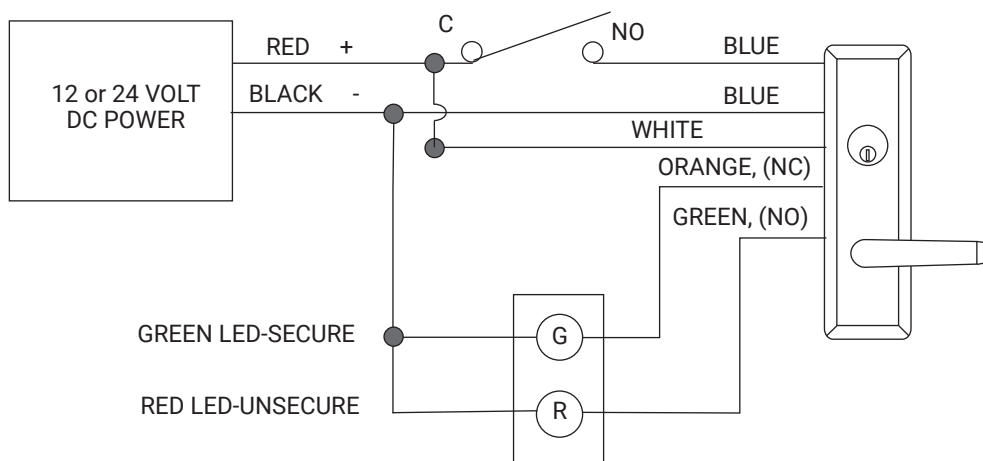 C
NO
RED +
BLUE
12 or 24 VOLT
DC POWER
BLACK -
BLUE
WHITE
ORANGE, (NC)
GREEN, (NO)
GREEN LED-SECURE
G
RED LED-UNSECURE
R